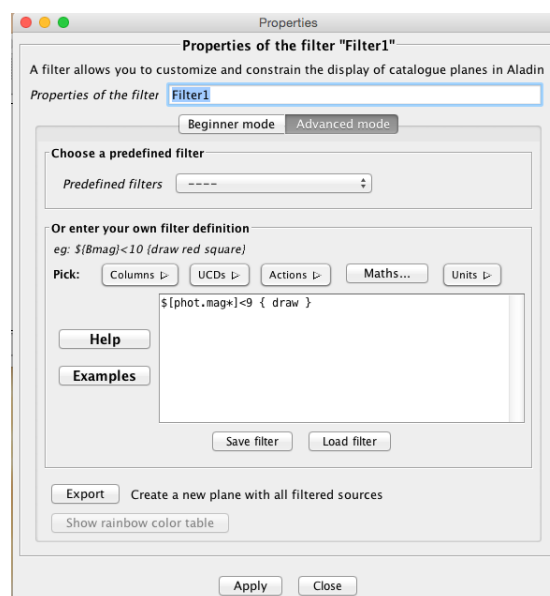 Properties
Properties of the filter "Filter1"
A filter allows you to customize and constrain the display of catalogue planes in Aladin
Properties of the filter Filter1
Beginner mode Advanced mode
Choose a predefined filter
Predefined filters ----
Or enter your own filter definition
eg: ${Bmag}<10 {draw red square}
Pick: Columns ▷ UCDs ▷ Actions ▷ Maths... Units ▷
$[phot.mag*]<9 { draw }
Help
Examples
Save filter Load filter
Export Create a new plane with all filtered sources
Show rainbow color table
Apply Close